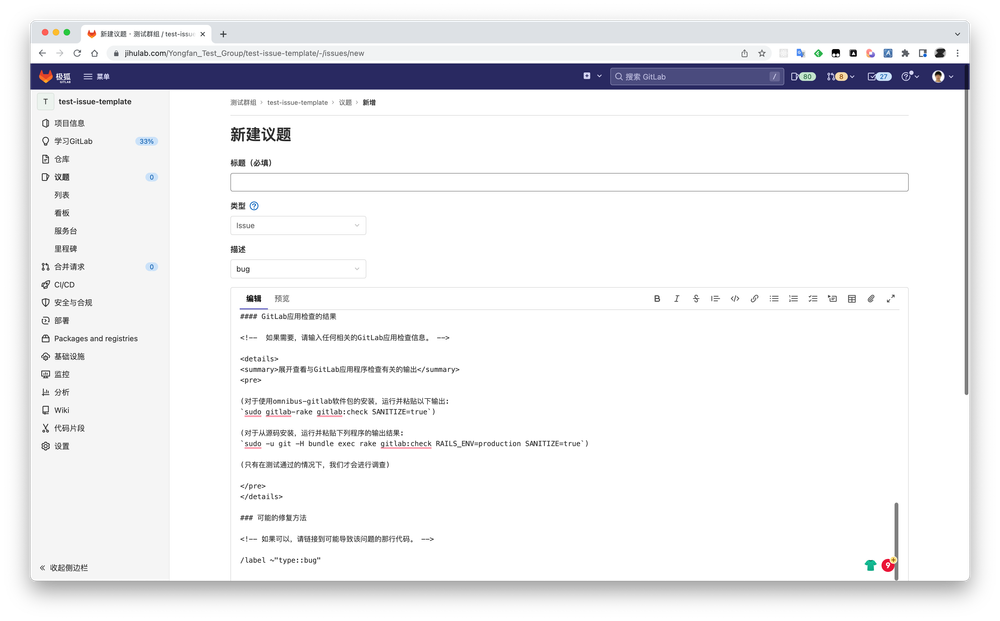 新建议题 · 测试群组 / test-issu
jihulab.com/Yongfan_Test_Group/test-issue-template/-/issues/new
极狐
GITLAB
菜单
搜索 GitLab
/
80
8
27
T
test-issue-template
项目信息
学习GitLab
33%
仓库
议题
0
列表
看板
服务台
里程碑
合并请求
0
CI/CD
安全与合规
部署
Packages and registries
基础设施
监控
分析
Wiki
代码片段
设置
收起侧边栏
测试群组 › test-issue-template › 议题 › 新增
新建议题
标题（必填）
类型
Issue
描述
bug
编辑 预览
#### GitLab应用检查的结果
<!--  如果需要，请输入任何相关的GitLab应用检查信息。 -->
<details>
<summary>展开查看与GitLab应用程序检查有关的输出</summary>
<pre>
(对于使用omnibus-gitlab软件包的安装，运行并粘贴以下输出:
`sudo gitlab-rake gitlab:check SANITIZE=true`)
(对于从源码安装，运行并粘贴下列程序的输出结果:
`sudo -u git -H bundle exec rake gitlab:check RAILS_ENV=production SANITIZE=true`)
(只有在测试通过的情况下，我们才会进行调查)
</pre>
</details>
### 可能的修复方法
<!-- 如果可以，请链接到可能导致该问题的那行代码。 -->
/label ~"type::bug"
9